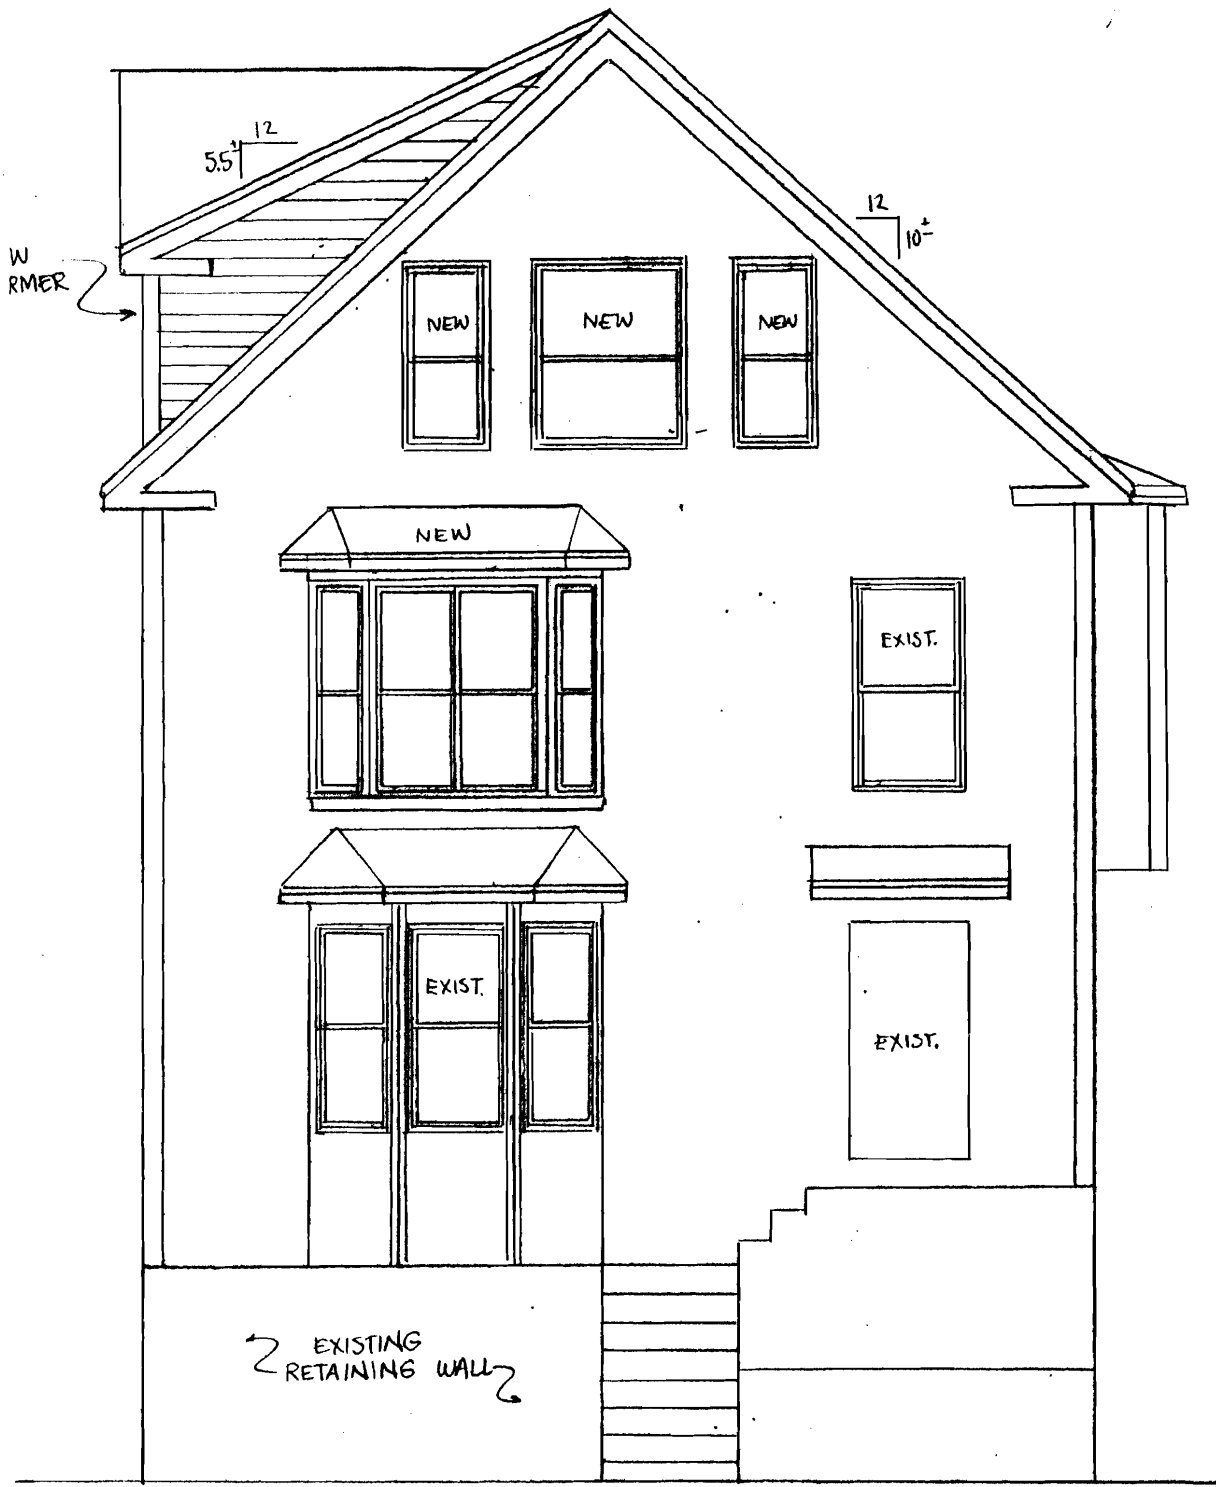 12
5.5±
12
10±
W
RMER
NEW
NEW
NEW
NEW
EXIST.
EXIST.
EXIST.
EXISTING
RETAINING WALL